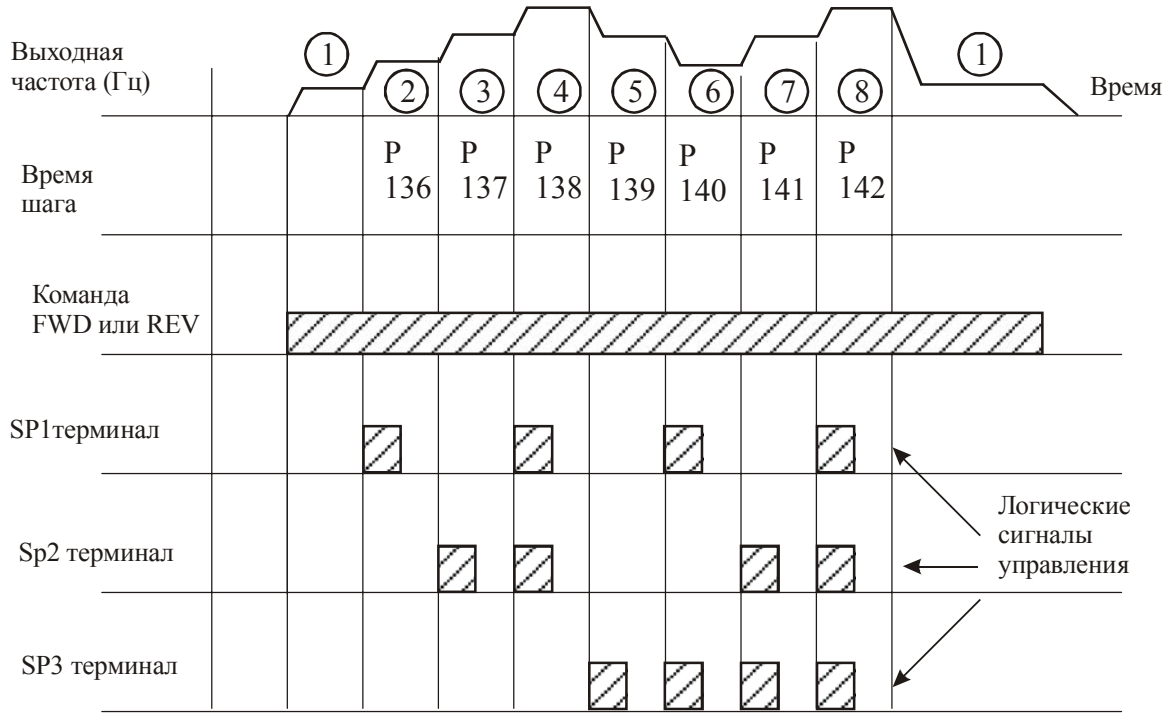 Выходная
частота (Гц)
1
2
3
4
5
6
7
8
1
Время
Время
шага
P
136
P
137
P
138
P
139
P
140
P
141
P
142
Команда
FWD или REV
SP1терминал
Sp2 терминал
SP3 терминал
Логические
сигналы
управления